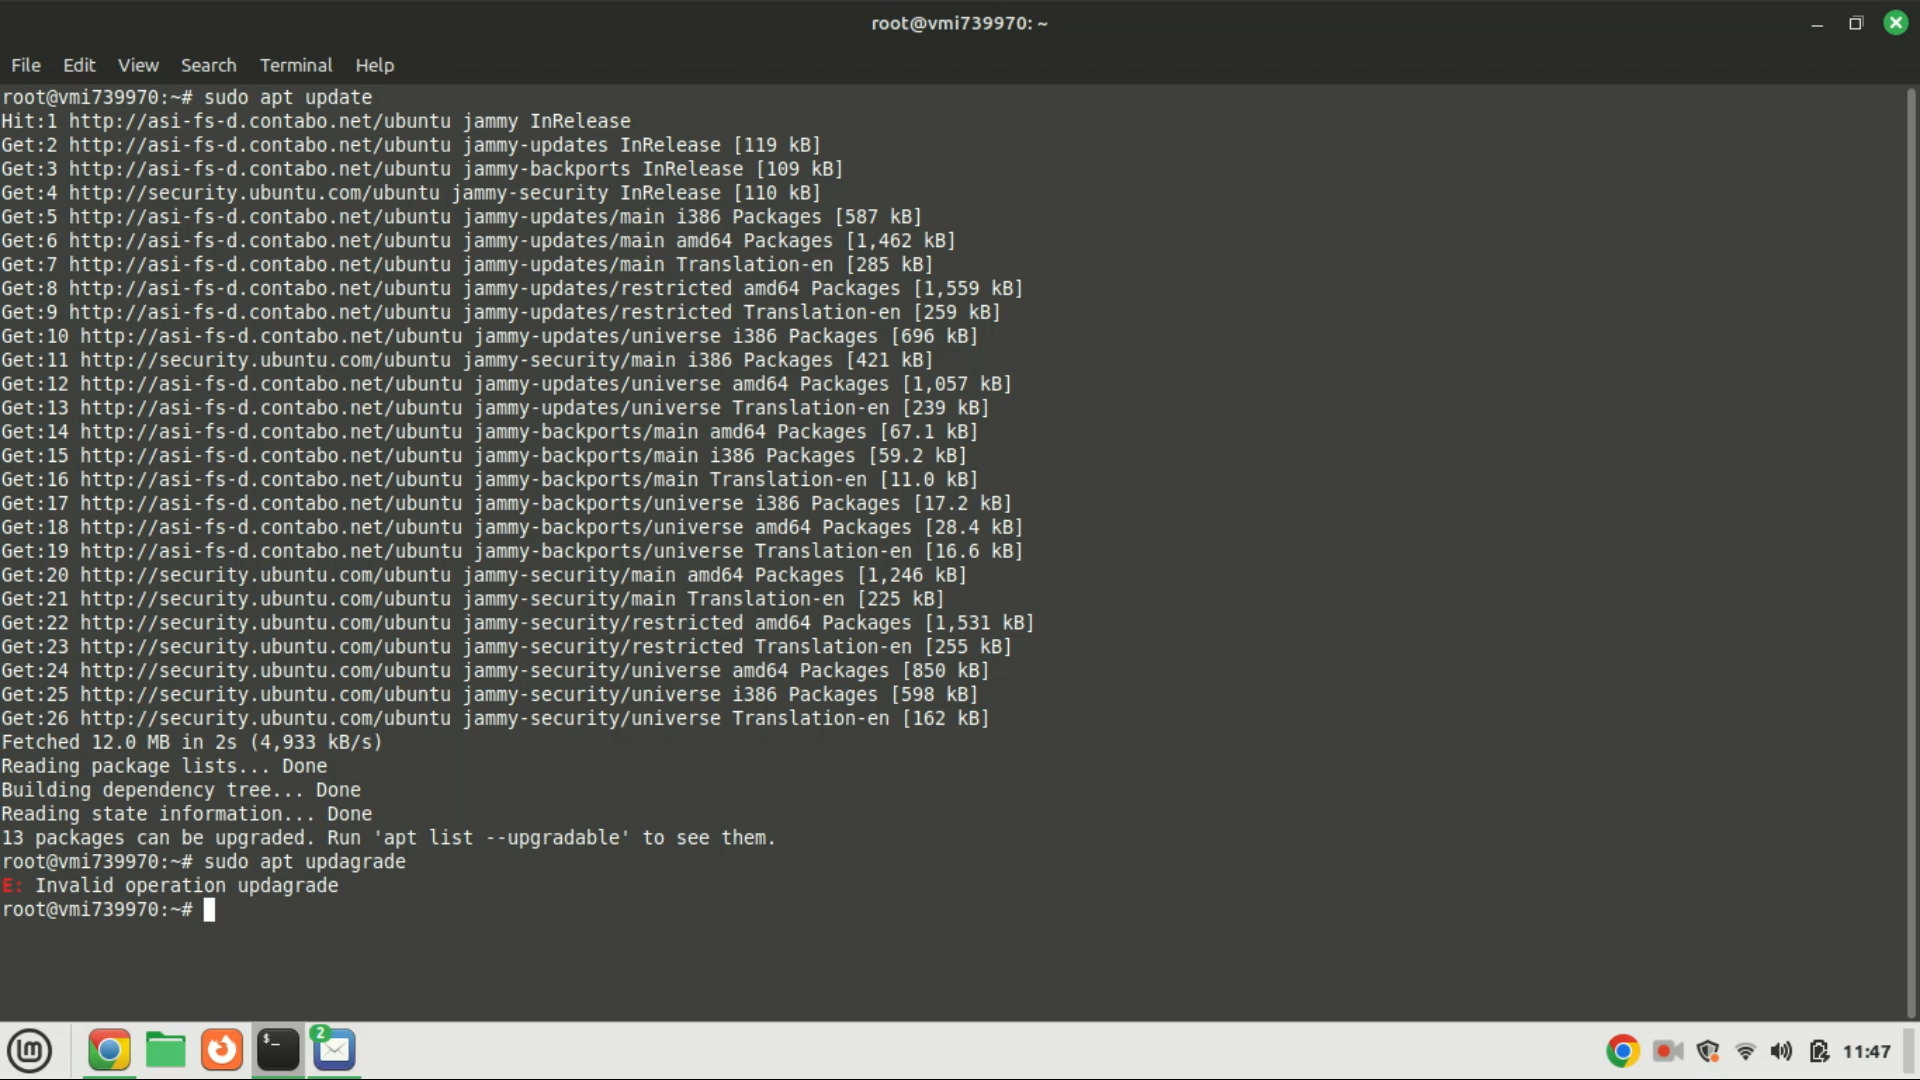 root@vmi739970: ~
File Edit View Search Terminal Help
root@vmi739970:~# sudo apt update
Hit:1 http://asi-fs-d.contabo.net/ubuntu jammy InRelease
Get:2 http://asi-fs-d.contabo.net/ubuntu jammy-updates InRelease [119 kB]
Get:3 http://asi-fs-d.contabo.net/ubuntu jammy-backports InRelease [109 kB]
Get:4 http://security.ubuntu.com/ubuntu jammy-security InRelease [110 kB]
Get:5 http://asi-fs-d.contabo.net/ubuntu jammy-updates/main i386 Packages [587 kB]
Get:6 http://asi-fs-d.contabo.net/ubuntu jammy-updates/main amd64 Packages [1,462 kB]
Get:7 http://asi-fs-d.contabo.net/ubuntu jammy-updates/main Translation-en [285 kB]
Get:8 http://asi-fs-d.contabo.net/ubuntu jammy-updates/restricted amd64 Packages [1,559 kB]
Get:9 http://asi-fs-d.contabo.net/ubuntu jammy-updates/restricted Translation-en [259 kB]
Get:10 http://asi-fs-d.contabo.net/ubuntu jammy-updates/universe i386 Packages [696 kB]
Get:11 http://security.ubuntu.com/ubuntu jammy-security/main i386 Packages [421 kB]
Get:12 http://asi-fs-d.contabo.net/ubuntu jammy-updates/universe amd64 Packages [1,057 kB]
Get:13 http://asi-fs-d.contabo.net/ubuntu jammy-updates/universe Translation-en [239 kB]
Get:14 http://asi-fs-d.contabo.net/ubuntu jammy-backports/main amd64 Packages [67.1 kB]
Get:15 http://asi-fs-d.contabo.net/ubuntu jammy-backports/main i386 Packages [59.2 kB]
Get:16 http://asi-fs-d.contabo.net/ubuntu jammy-backports/main Translation-en [11.0 kB]
Get:17 http://asi-fs-d.contabo.net/ubuntu jammy-backports/universe i386 Packages [17.2 kB]
Get:18 http://asi-fs-d.contabo.net/ubuntu jammy-backports/universe amd64 Packages [28.4 kB]
Get:19 http://asi-fs-d.contabo.net/ubuntu jammy-backports/universe Translation-en [16.6 kB]
Get:20 http://security.ubuntu.com/ubuntu jammy-security/main amd64 Packages [1,246 kB]
Get:21 http://security.ubuntu.com/ubuntu jammy-security/main Translation-en [225 kB]
Get:22 http://security.ubuntu.com/ubuntu jammy-security/restricted amd64 Packages [1,531 kB]
Get:23 http://security.ubuntu.com/ubuntu jammy-security/restricted Translation-en [255 kB]
Get:24 http://security.ubuntu.com/ubuntu jammy-security/universe amd64 Packages [850 kB]
Get:25 http://security.ubuntu.com/ubuntu jammy-security/universe i386 Packages [598 kB]
Get:26 http://security.ubuntu.com/ubuntu jammy-security/universe Translation-en [162 kB]
Fetched 12.0 MB in 2s (4,933 kB/s)
Reading package lists... Done
Building dependency tree... Done
Reading state information... Done
13 packages can be upgraded. Run 'apt list --upgradable' to see them.
root@vmi739970:~# sudo apt updagrade
E: Invalid operation updagrade
root@vmi739970:~#
$_
2
11:47